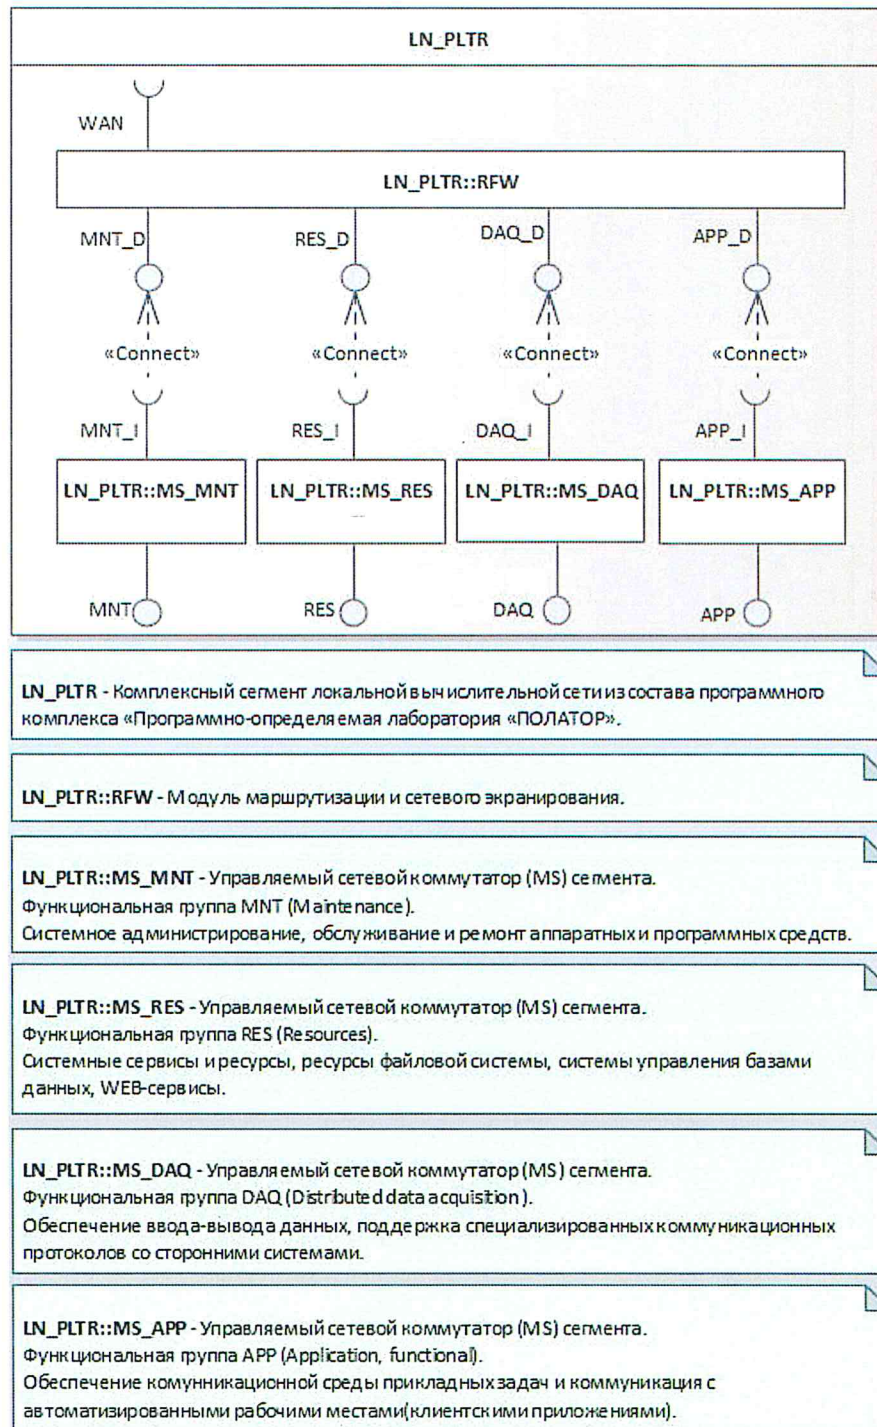 LN_PLTR
WAN
LN_PLTR::RFW
MNT_D RES_D DAQ_D APP_D
«Connect» «Connect» «Connect» «Connect»
MNT_I RES_I DAQ_I APP_I
LN_PLTR::MS_MNT LN_PLTR::MS_RES LN_PLTR::MS_DAQ LN_PLTR::MS_APP
MNT RES DAQ APP
LN_PLTR - Комплексный сегмент локальной вычислительной сети из состава программного
комплекса «Программно-определяемая лаборатория «ПОЛАТОР».
LN_PLTR::RFW - Модуль маршрутизации и сетевого экранирования.
LN_PLTR::MS_MNT - Управляемый сетевой коммутатор (MS) сегмента.
Функциональная группа MNT (Maintenance).
Системное администрирование, обслуживание и ремонт аппаратных и программных средств.
LN_PLTR::MS_RES - Управляемый сетевой коммутатор (MS) сегмента.
Функциональная группа RES (Resources).
Системные сервисы и ресурсы, ресурсы файловой системы, системы управления базами
данных, WEB-сервисы.
LN_PLTR::MS_DAQ - Управляемый сетевой коммутатор (MS) сегмента.
Функциональная группа DAQ (Distributed data acquisition ).
Обеспечение ввода-вывода данных, поддержка специализированных коммуникационных
протоколов со сторонними системами.
LN_PLTR::MS_APP - Управляемый сетевой коммутатор (MS) сегмента.
Функциональная группа APP (Application, functional).
Обеспечение комунникационной среды прикладных задач и коммуникация с
автоматизированными рабочими местами(клиентскими приложениями).